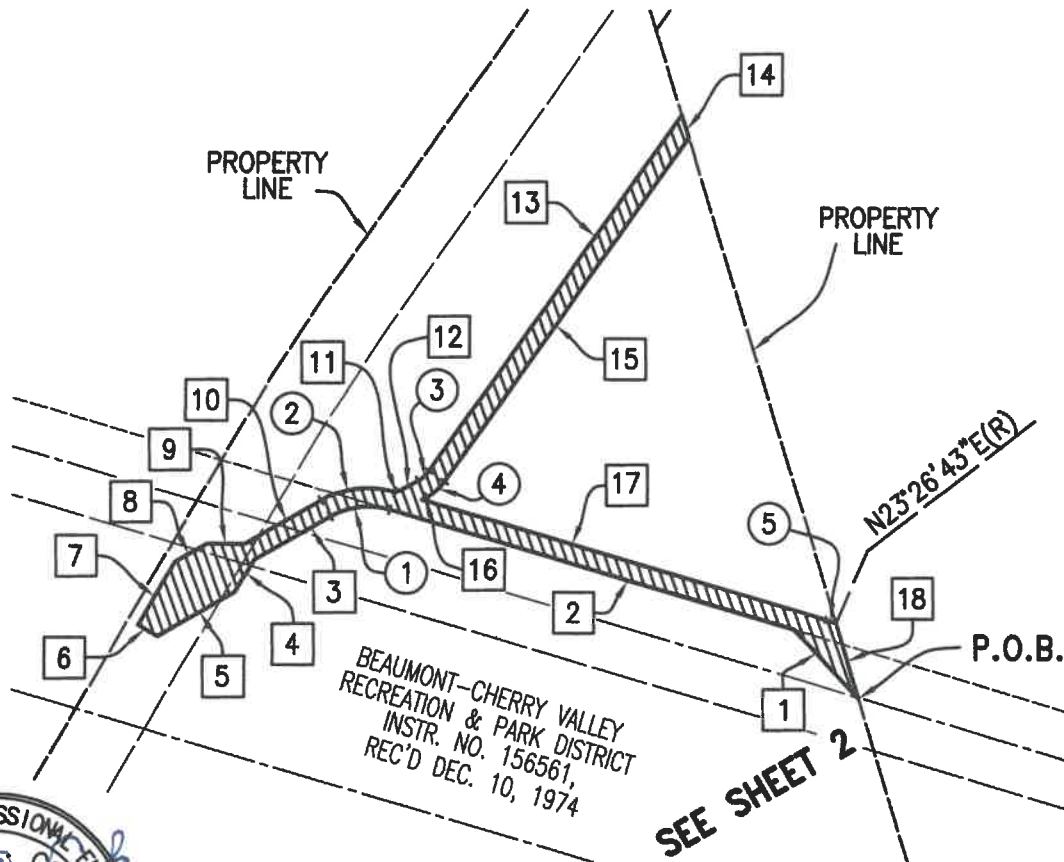 14
PROPERTY
LINE
13
PROPERTY
LINE
15
12
11
3
10
2
9
4
17
5
N23°26'43"E(R)
8
7
16
18
3
1
2
P.O.B.
6
4
5
1
BEAUMONT-CHERRY VALLEY
RECREATION & PARK DISTRICT
INSTR. NO. 156561,
REC'D DEC. 10, 1974
SEE SHEET 2